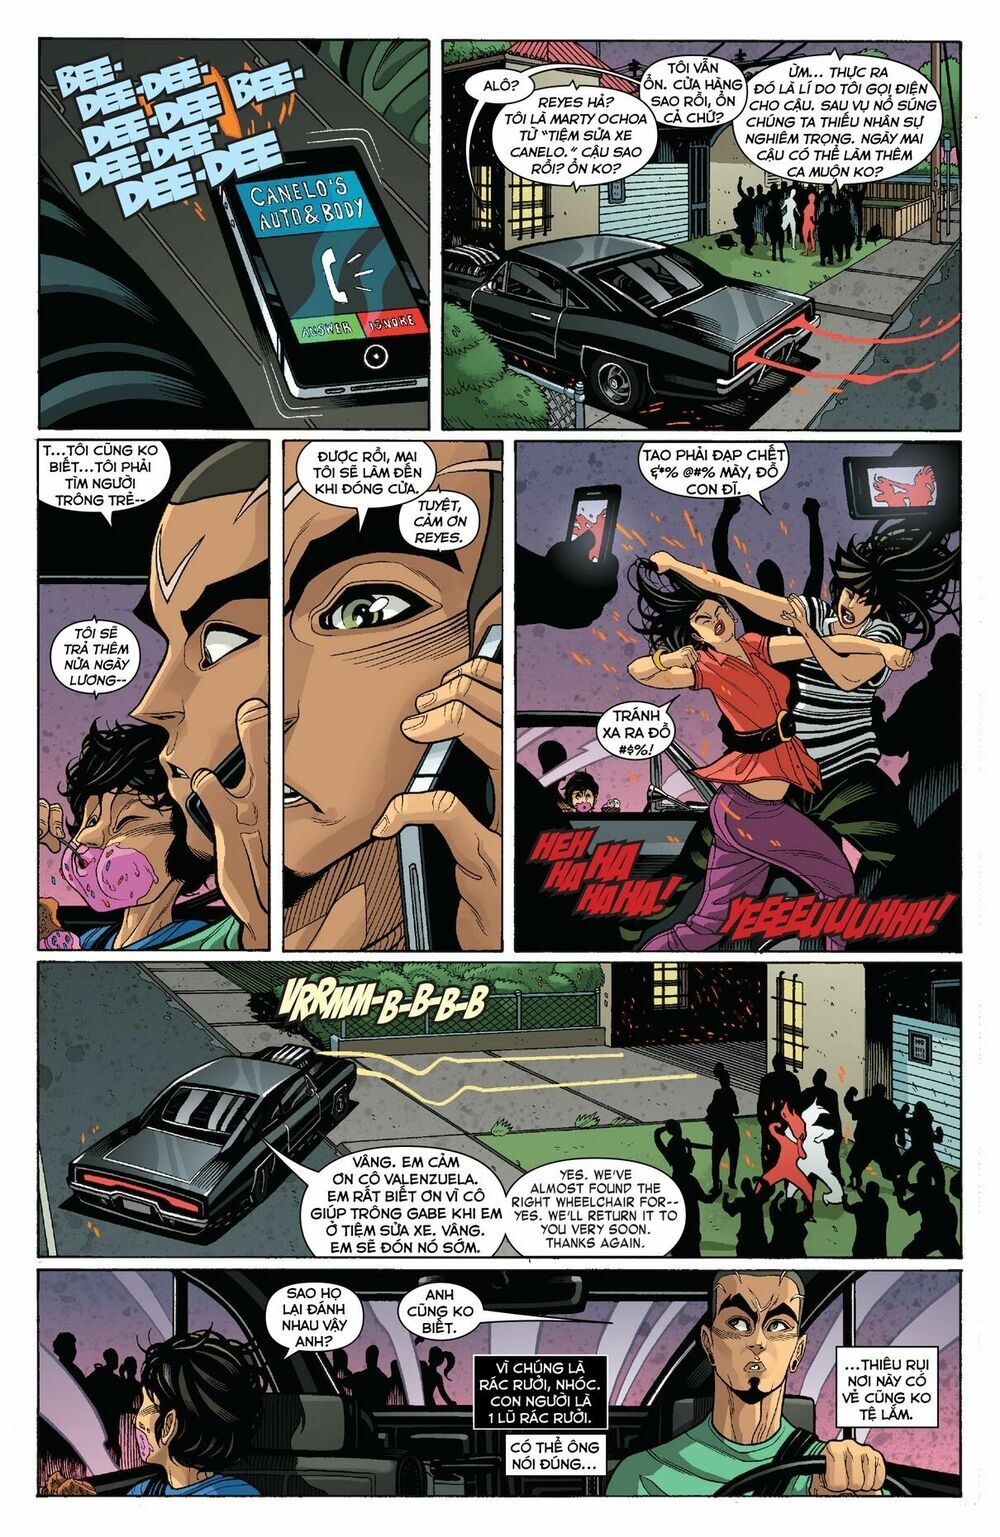 BEE-
DEE-DEE-
DEE-DEE BEE-
DEE-DEE-
DEE-DEE-
DEE-DEE
CANELO'S
AUTO & BODY
ANSWER
IGNORE
ALÔ?
REYES HẢ?
TÔI LÀ MARTY OCHOA
TỪ "TIỆM SỬA XE
CANELO." CẬU SAO
RỒI? ỔN KO?
TÔI VẪN
ỔN. CỬA HÀNG
SAO RỒI, ỔN
CẢ CHỨ?
ỪM... THỰC RA
ĐÓ LÀ LÍ DO TÔI GỌI ĐIỆN
CHO CẬU. SAU VỤ NỔ SÚNG
CHÚNG TA THIẾU NHÂN SỰ
NGHIÊM TRỌNG. NGÀY MAI
CẬU CÓ THỂ LÀM THÊM
CA MUỘN KO?
T...TÔI CŨNG KO
BIẾT...TÔI PHẢI
TÌM NGƯỜI
TRÔNG TRẺ--
TÔI SẼ
TRẢ THÊM
NỬA NGÀY
LƯƠNG--
ĐƯỢC RỒI, MAI
TÔI SẼ LÀM ĐẾN
KHI ĐÓNG CỬA.
TUYỆT,
CẢM ƠN
REYES.
TAO PHẢI ĐẠP CHẾT
&*% @#% MÀY, ĐỒ
CON ĐĨ.
TRÁNH
XA RA ĐỒ
#$%!
HEH
HA HA
HA HA!
YEEEEUUUUHHH!
VRRMMM-B-B-B-B
VÂNG. EM CẢM
ƠN CÔ VALENZUELA.
EM RẤT BIẾT ƠN VÌ CÔ
GIÚP TRÔNG GABE KHI EM
Ở TIỆM SỬA XE. VÂNG.
EM SẼ ĐÓN NÓ SỚM.
YES. WE'VE
ALMOST FOUND THE
RIGHT WHEELCHAIR FOR--
YES. WE'LL RETURN IT TO
YOU VERY SOON.
THANKS AGAIN.
SAO HỌ
LẠI ĐÁNH
NHAU VẬY
ANH?
ANH
CŨNG KO
BIẾT.
VÌ CHÚNG LÀ
RÁC RƯỞI, NHÓC.
CON NGƯỜI LÀ
1 LŨ RÁC RƯỞI.
CÓ THỂ ÔNG
NÓI ĐÚNG...
...THIÊU RỤI
NƠI NÀY CÓ
VẺ CŨNG KO
TỆ LẮM.